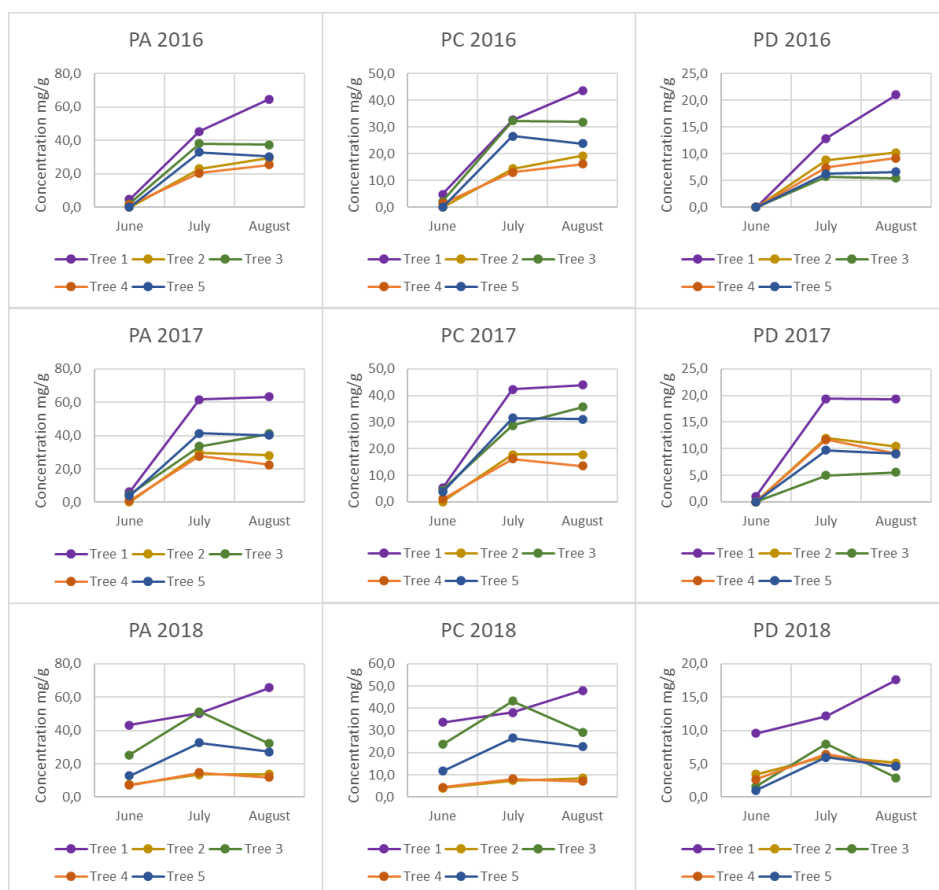 PA 2016
Concentration mg/g
80,0
60,0
40,0
20,0
0,0
June July August
Tree 1 Tree 2 Tree 3
Tree 4 Tree 5
PC 2016
Concentration mg/g
50,0
40,0
30,0
20,0
10,0
0,0
June July August
Tree 1 Tree 2 Tree 3
Tree 4 Tree 5
PD 2016
Concentration mg/g
25,0
20,0
15,0
10,0
5,0
0,0
June July August
Tree 1 Tree 2 Tree 3
Tree 4 Tree 5
PA 2017
Concentration mg/g
80,0
60,0
40,0
20,0
0,0
June July August
Tree 1 Tree 2 Tree 3
Tree 4 Tree 5
PC 2017
Concentration mg/g
50,0
40,0
30,0
20,0
10,0
0,0
June July August
Tree 1 Tree 2 Tree 3
Tree 4 Tree 5
PD 2017
Concentration mg/g
25,0
20,0
15,0
10,0
5,0
0,0
June July August
Tree 1 Tree 2 Tree 3
Tree 4 Tree 5
PA 2018
Concentration mg/g
80,0
60,0
40,0
20,0
0,0
June July August
Tree 1 Tree 2 Tree 3
Tree 4 Tree 5
PC 2018
Concentration mg/g
60,0
50,0
40,0
30,0
20,0
10,0
0,0
June July August
Tree 1 Tree 2 Tree 3
Tree 4 Tree 5
PD 2018
Concentration mg/g
20,0
15,0
10,0
5,0
0,0
June July August
Tree 1 Tree 2 Tree 3
Tree 4 Tree 5